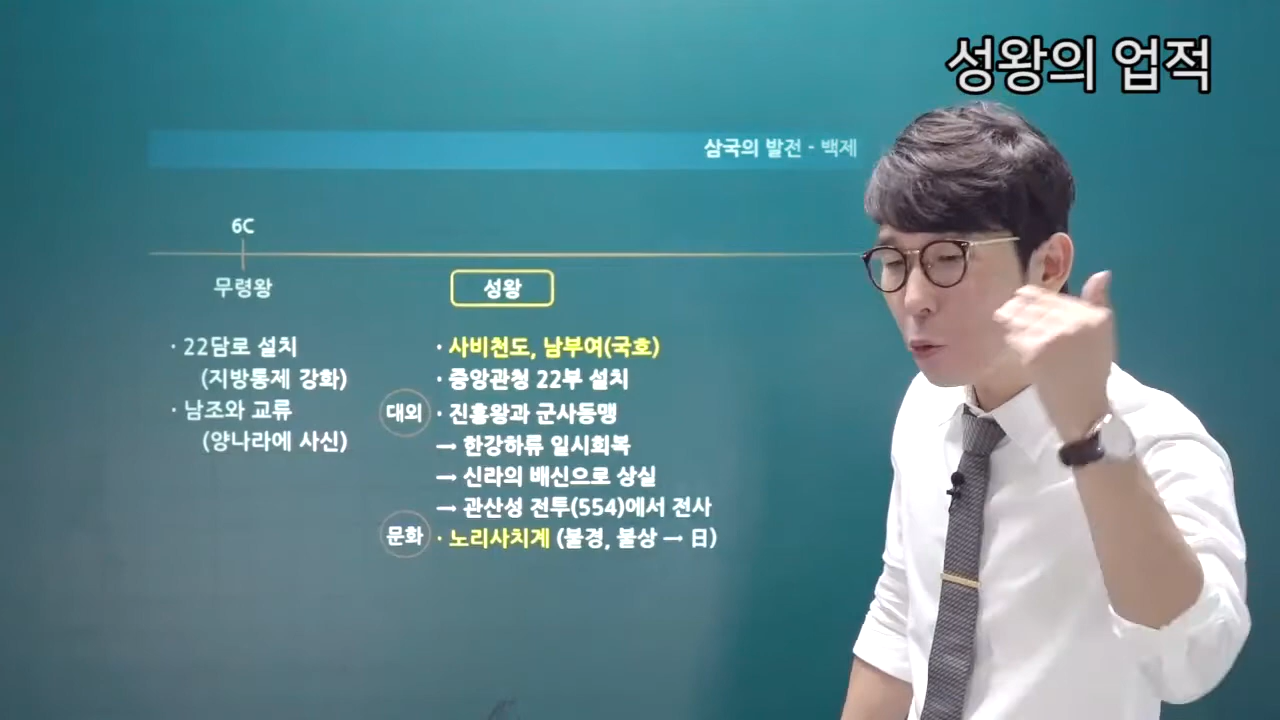 성왕의 업적
삼국의 발전 - 백제
6C
무령왕
· 22담로 설치
(지방통제 강화)
· 남조와 교류
(양나라에 사신)
성왕
· 사비천도, 남부여(국호)
· 중앙관청 22부 설치
대외 · 진흥왕과 군사동맹
→ 한강하류 일시회복
→ 신라의 배신으로 상실
→ 관산성 전투(554)에서 전사
문화 · 노리사치계 (불경, 불상 → 日)